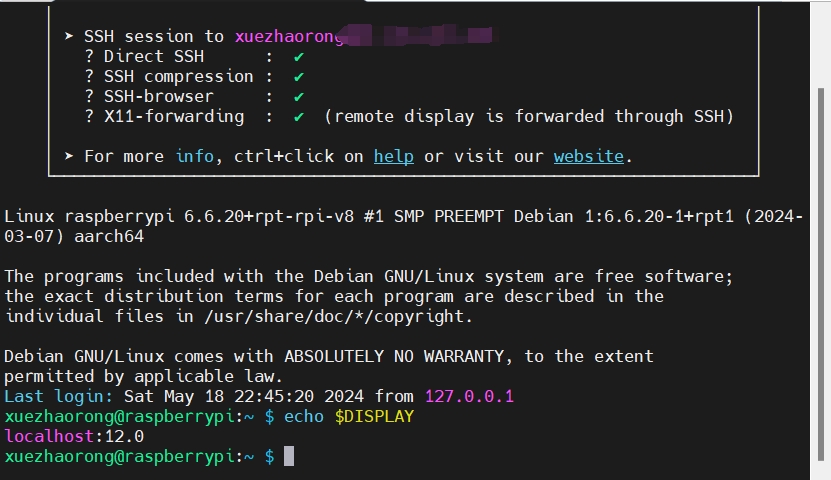 ➤ SSH session to xuezhaorong
? Direct SSH : ✔
? SSH compression : ✔
? SSH-browser : ✔
? X11-forwarding : ✔ (remote display is forwarded through SSH)
➤ For more info, ctrl+click on help or visit our website.
Linux raspberrypi 6.6.20+rpt-rpi-v8 #1 SMP PREEMPT Debian 1:6.6.20-1+rpt1 (2024-
03-07) aarch64
The programs included with the Debian GNU/Linux system are free software;
the exact distribution terms for each program are described in the
individual files in /usr/share/doc/*/copyright.
Debian GNU/Linux comes with ABSOLUTELY NO WARRANTY, to the extent
permitted by applicable law.
Last login: Sat May 18 22:45:20 2024 from 127.0.0.1
xuezhaorong@raspberrypi:~ $ echo $DISPLAY
localhost:12.0
xuezhaorong@raspberrypi:~ $